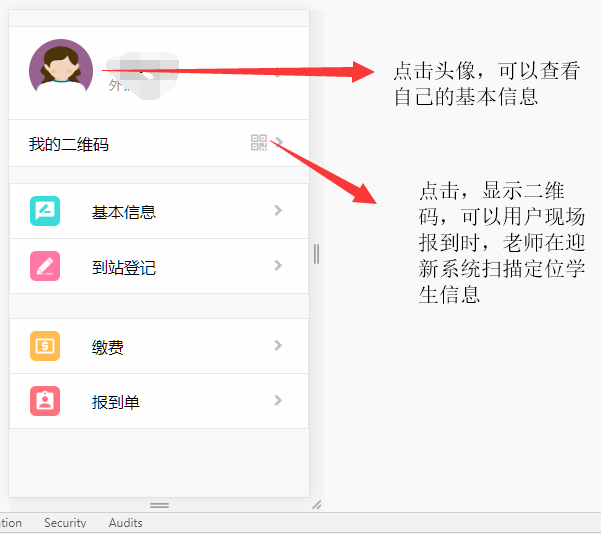 点击头像，可以查看
自己的基本信息
外
我的二维码
点击，显示二维
码，可以用户现场
报到时，老师在迎
新系统扫描定位学
生信息
基本信息
到站登记
缴费
报到单
ation Security Audits